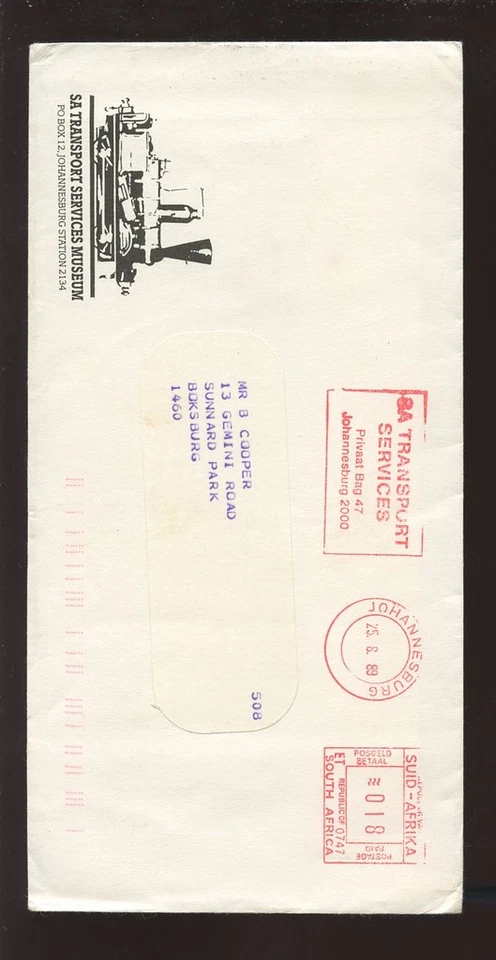 SA TRANSPORT SERVICES MUSEUM
PO BOX 12, JOHANNESBURG STATION 2134
SA TRANSPORT
SERVICES
Privaat Bag 47
Johannesburg 2000
JOHANNESBURG
25. 8. 89
SUID-AFRIKA
POSGELD
BETAAL
018
POSTAGE
PAID
REPUBLIC OF 0747
ET SOUTH AFRICA
MR B COOPER
13 GEMINI ROAD
SUNNARD PARK
BOKSBURG
1460
508